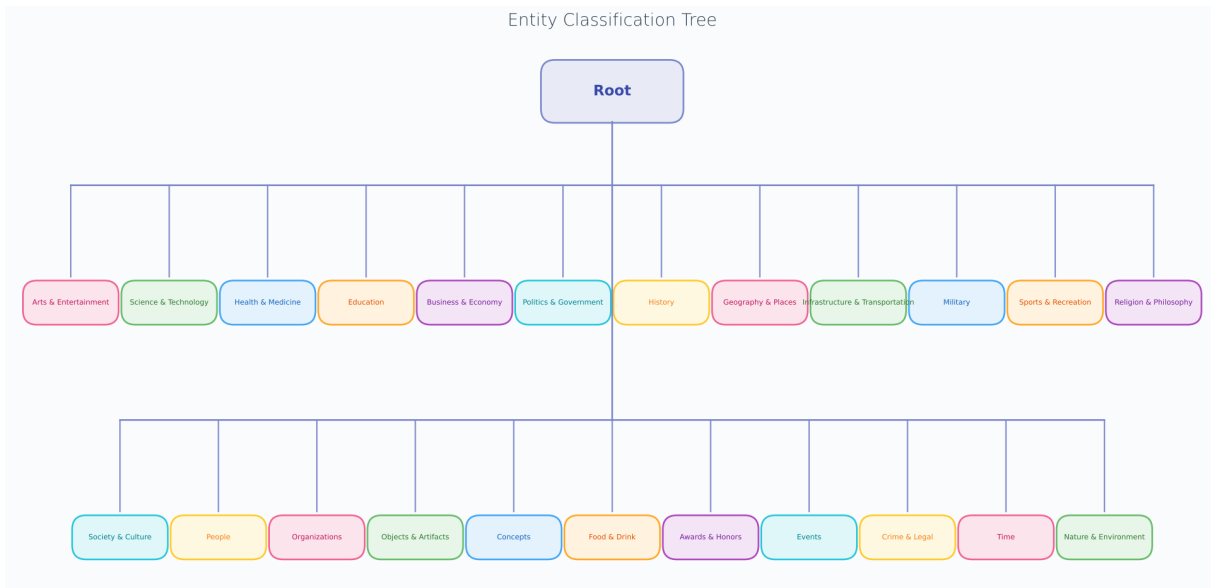 Entity Classification Tree
Root
Arts & Entertainment
Science & Technology
Health & Medicine
Education
Business & Economy
Politics & Government
History
Geography & Places
Infrastructure & Transportation
Military
Sports & Recreation
Religion & Philosophy
Society & Culture
People
Organizations
Objects & Artifacts
Concepts
Food & Drink
Awards & Honors
Events
Crime & Legal
Time
Nature & Environment